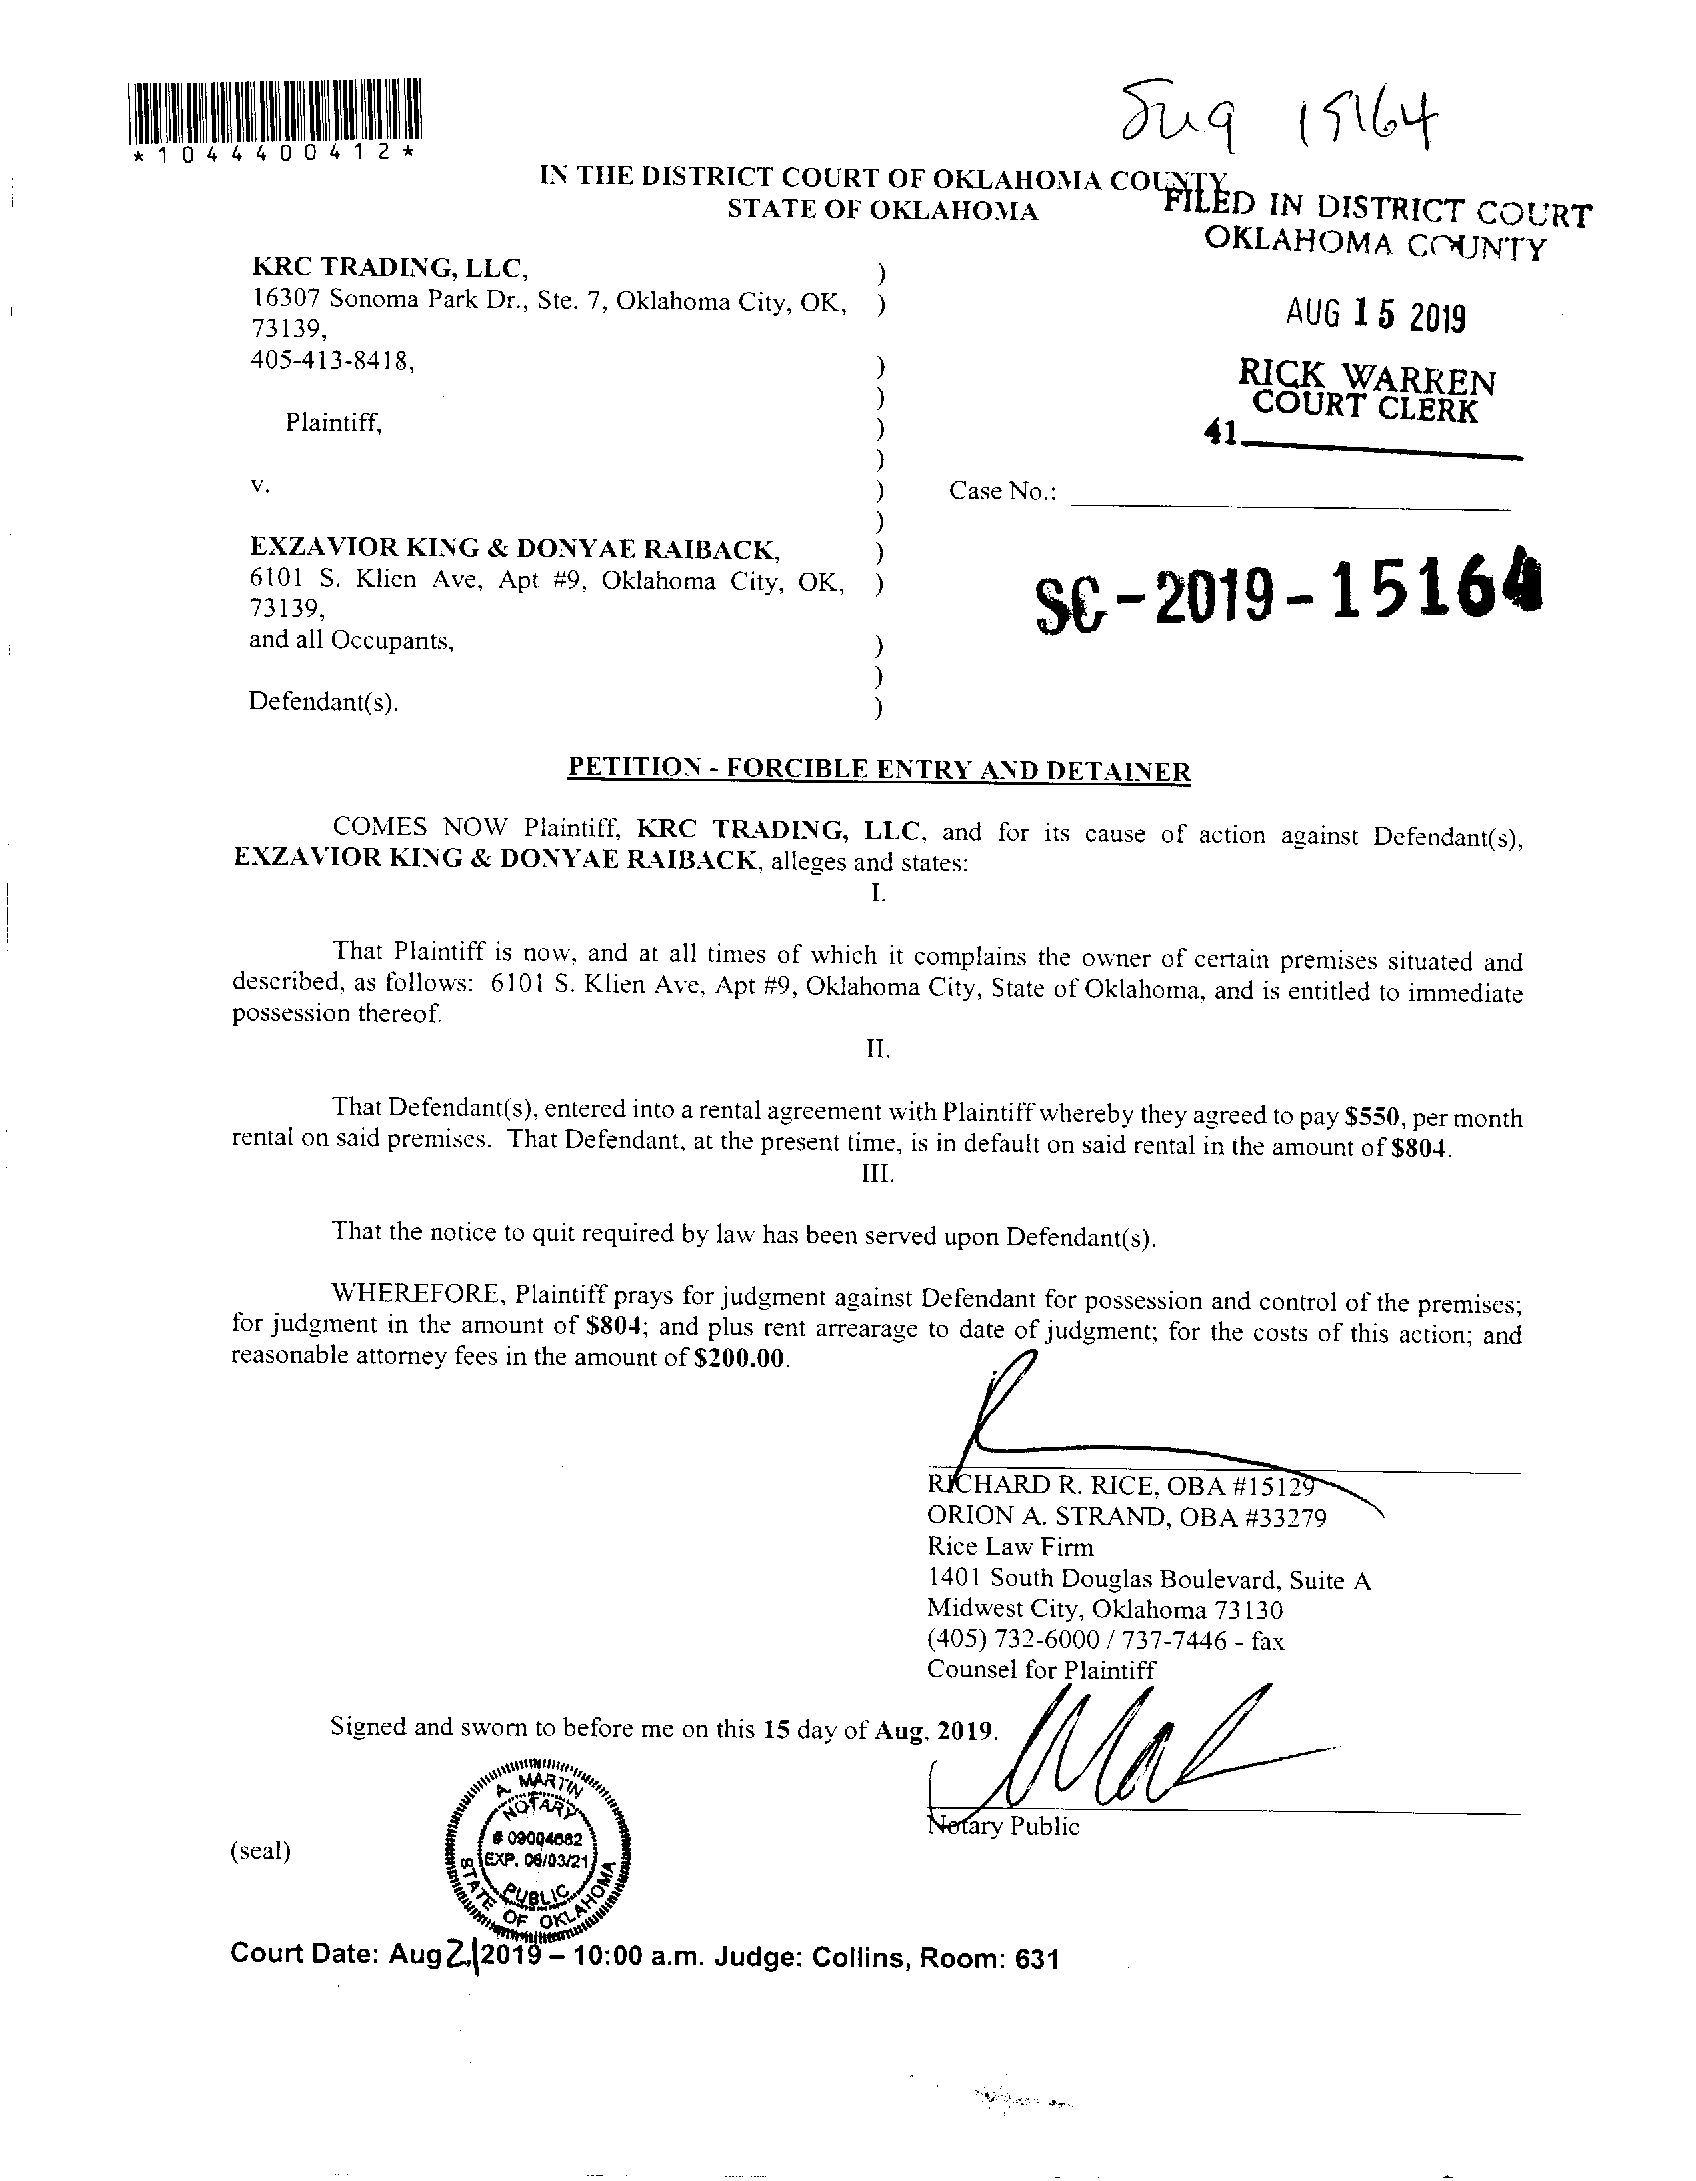 *1044400412*
IN THE DISTRICT COURT OF OKLAHOMA COUNTY
STATE OF OKLAHOMA
FILED IN DISTRICT COURT
OKLAHOMA COUNTY
AUG 15 2019
RICK WARREN
COURT CLERK
41
KRC TRADING, LLC, )
16307 Sonoma Park Dr., Ste. 7, Oklahoma City, OK, )
73139,
405-413-8418, )
)
Plaintiff, )
)
v. ) Case No.:
)
EXZAVIOR KING & DONYAE RAIBACK, )
6101 S. Klien Ave, Apt #9, Oklahoma City, OK, )
73139,
and all Occupants, )
)
Defendant(s). )
SC-2019-15164
PETITION - FORCIBLE ENTRY AND DETAINER
COMES NOW Plaintiff, KRC TRADING, LLC, and for its cause of action against Defendant(s),
EXZAVIOR KING & DONYAE RAIBACK, alleges and states:
I.
That Plaintiff is now, and at all times of which it complains the owner of certain premises situated and
described, as follows: 6101 S. Klien Ave, Apt #9, Oklahoma City, State of Oklahoma, and is entitled to immediate
possession thereof.
II.
That Defendant(s), entered into a rental agreement with Plaintiff whereby they agreed to pay $550, per month
rental on said premises. That Defendant, at the present time, is in default on said rental in the amount of $804.
III.
That the notice to quit required by law has been served upon Defendant(s).
WHEREFORE, Plaintiff prays for judgment against Defendant for possession and control of the premises;
for judgment in the amount of $804; and plus rent arrearage to date of judgment; for the costs of this action; and
reasonable attorney fees in the amount of $200.00.
RICHARD R. RICE, OBA #15129
ORION A. STRAND, OBA #33279
Rice Law Firm
1401 South Douglas Boulevard, Suite A
Midwest City, Oklahoma 73130
(405) 732-6000 / 737-7446 - fax
Counsel for Plaintiff
Signed and sworn to before me on this 15 day of Aug, 2019.
Notary Public
(seal)
A. MARTIN
NOTARY
# 09004682
EXP. 06/03/21
PUBLIC
STATE OF OKLAHOMA
Court Date: Aug 21 2019 – 10:00 a.m. Judge: Collins, Room: 631